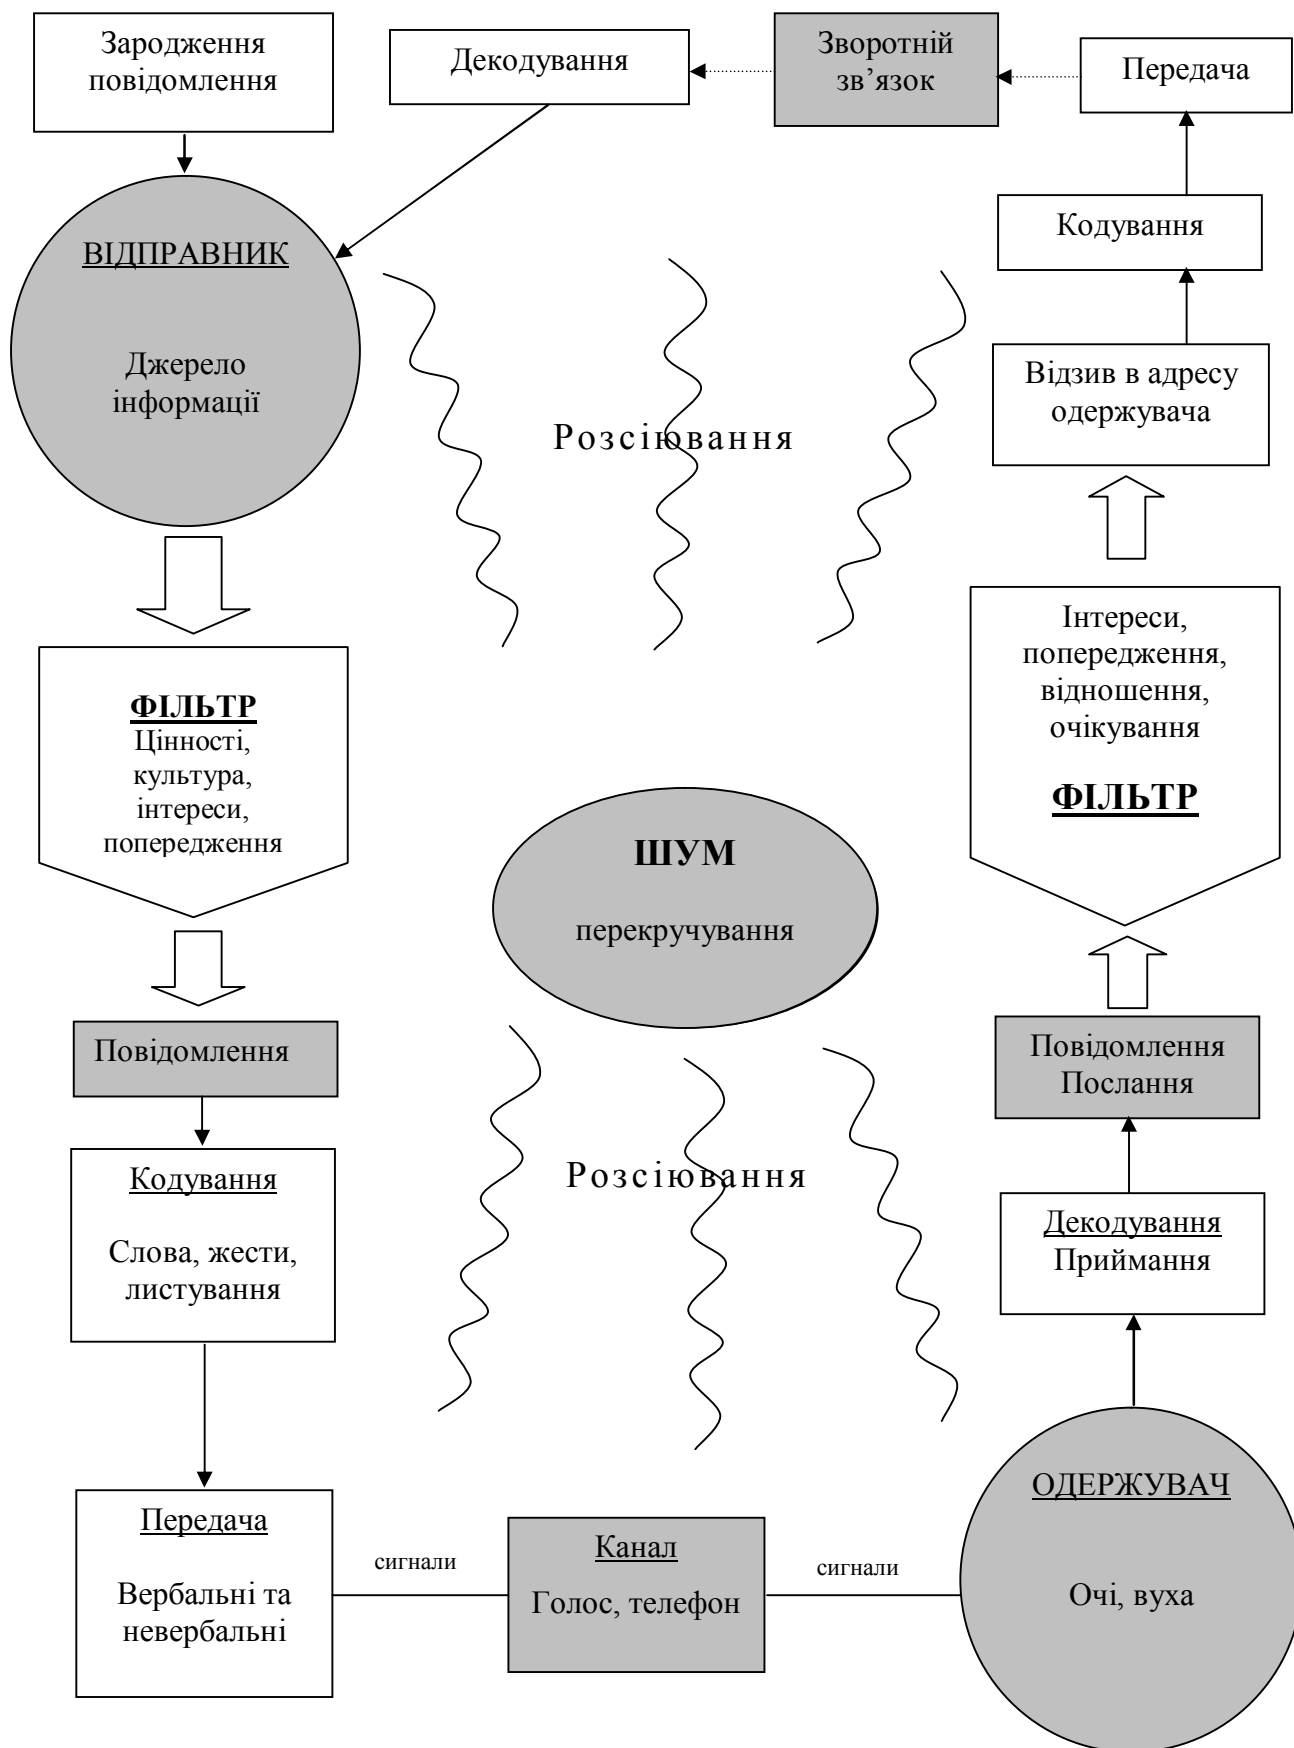 Зародження
повідомлення
Декодування
Зворотній
зв’язок
Передача
Кодування
Відзив в адресу
одержувача
ВІДПРАВНИК
Джерело
інформації
Розсіювання
Інтереси,
попередження,
відношення,
очікування
ФІЛЬТР
ФІЛЬТР
Цінності,
культура,
інтереси,
попередження
ШУМ
перекручування
Повідомлення
Повідомлення
Послання
Кодування
Слова, жести,
листування
Розсіювання
Декодування
Приймання
Передача
Вербальні та
невербальні
сигнали
Канал
Голос, телефон
сигнали
ОДЕРЖУВАЧ
Очі, вуха